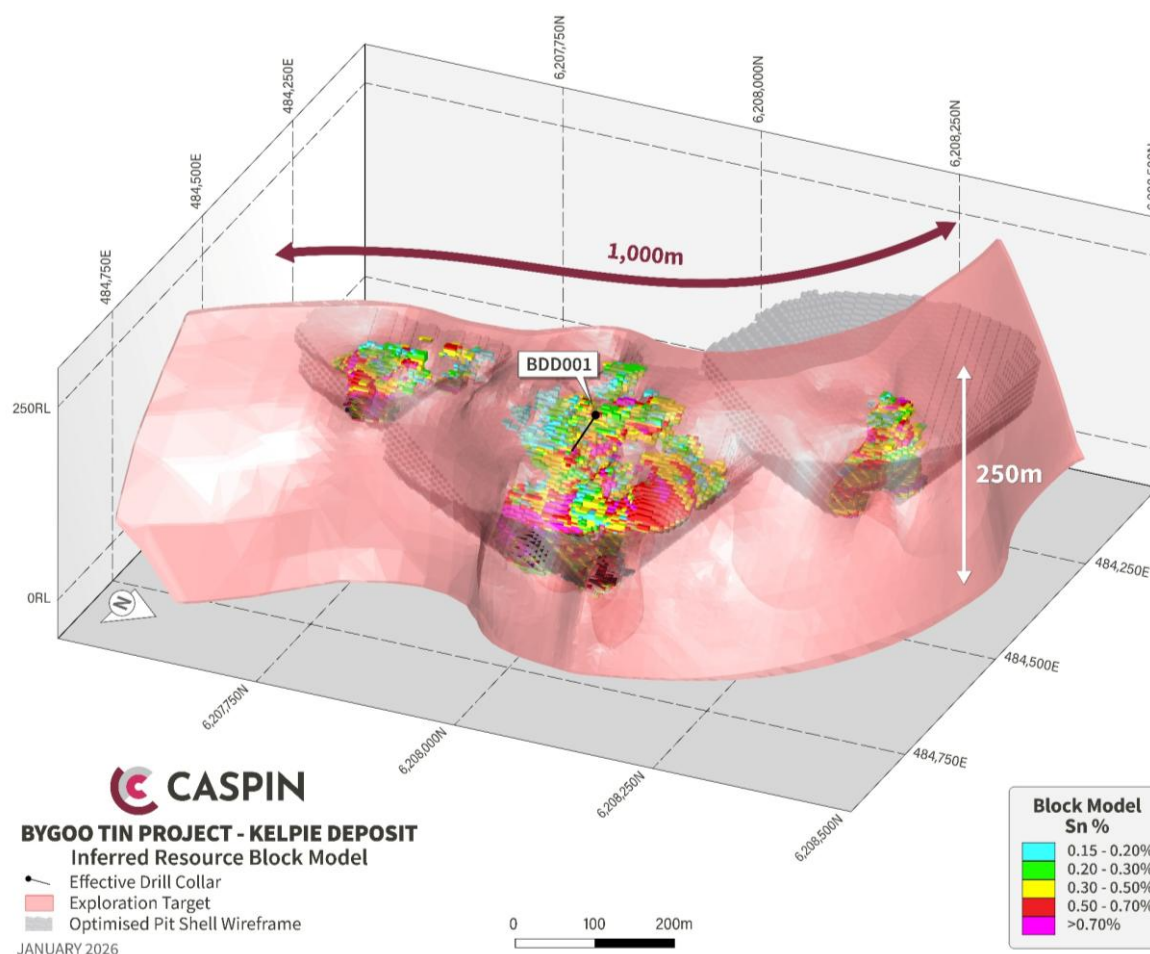 6,207,750N
6,208,000N
6,208,250N
484,250E
484,500E
484,750E
1,000m
BDD001
250RL
250m
0RL
N
484,250E
484,500E
484,750E
6,207,750N
6,208,000N
6,208,250N
6,208,500N
CASPIN
BYGOO TIN PROJECT - KELPIE DEPOSIT
Inferred Resource Block Model
Effective Drill Collar
Exploration Target
Optimised Pit Shell Wireframe
JANUARY 2026
0 100 200m
Block Model
Sn %
0.15 - 0.20%
0.20 - 0.30%
0.30 - 0.50%
0.50 - 0.70%
>0.70%